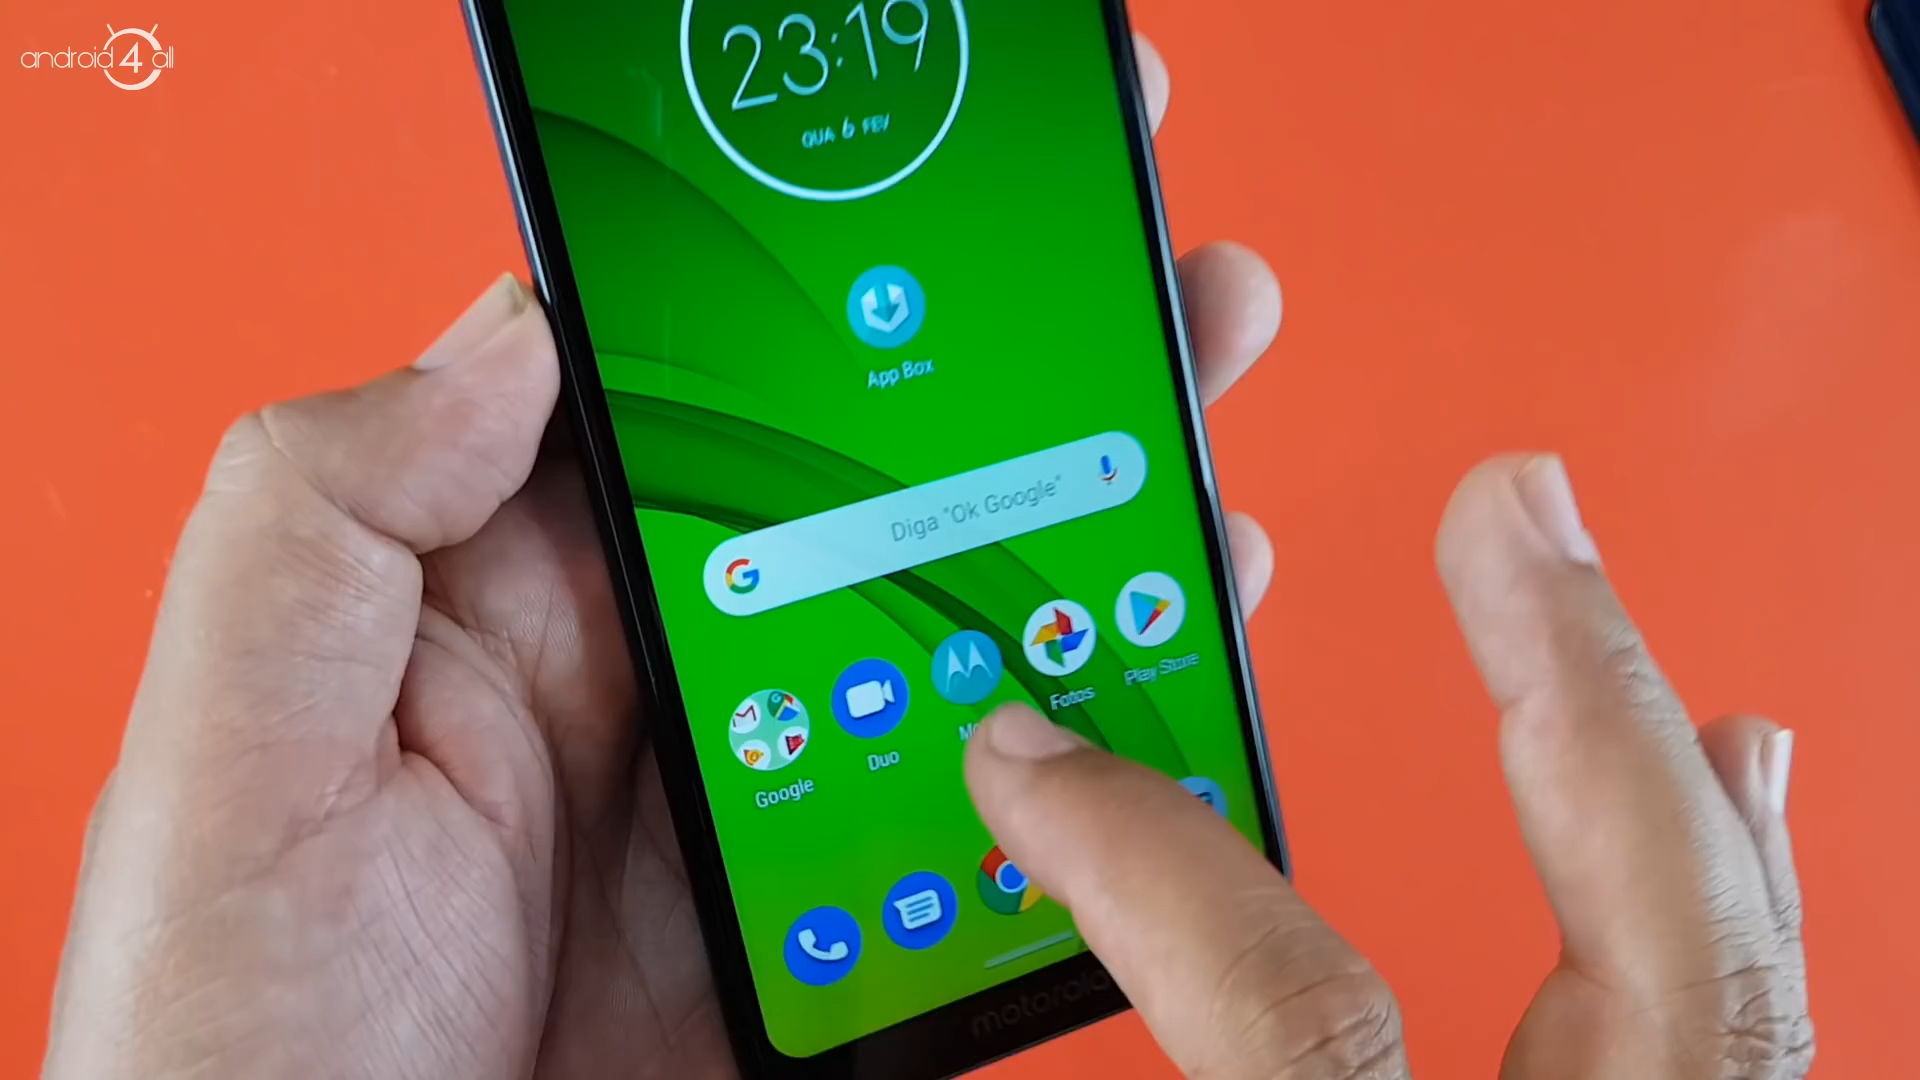 android4all
23:19
QUA 6 FEV
App Box
Diga "Ok Google"
Google
Duo
Fotos
Play Store
motorola